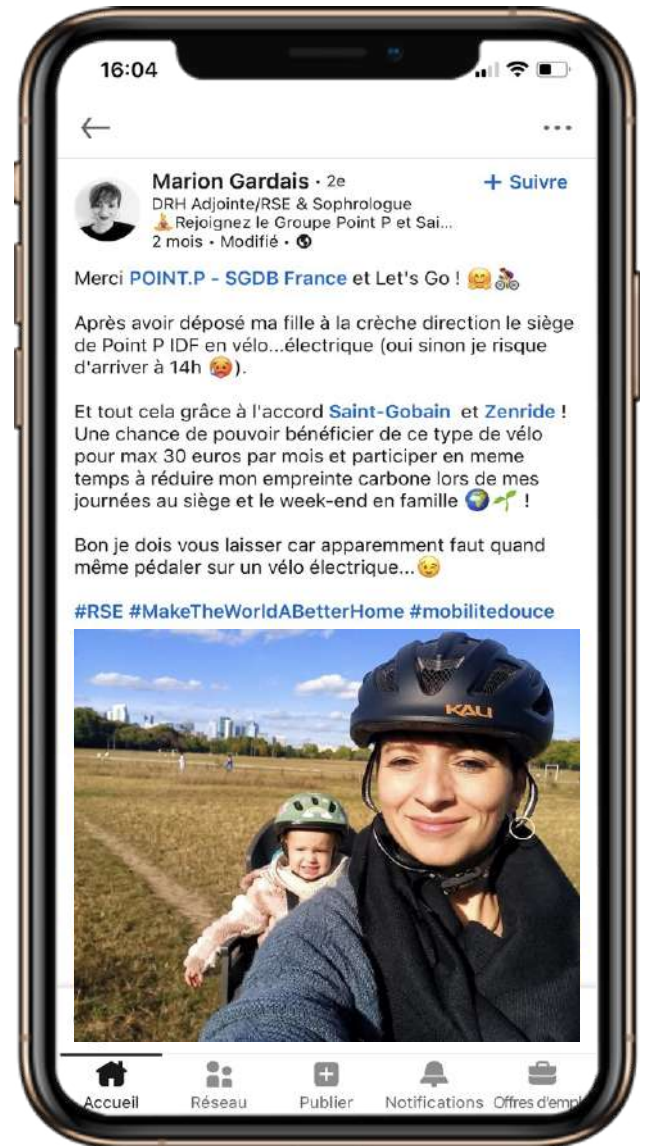 16:04
Marion Gardais · 2e
+ Suivre
DRH Adjointe/RSE & Sophrologue
🧘Rejoignez le Groupe Point P et Sai...
2 mois • Modifié •
Merci POINT.P - SGDB France et Let's Go ! 🤗🚴
Après avoir déposé ma fille à la crèche direction le siège
de Point P IDF en vélo...électrique (oui sinon je risque
d'arriver à 14h 🥵).
Et tout cela grâce à l'accord Saint-Gobain et Zenride !
Une chance de pouvoir bénéficier de ce type de vélo
pour max 30 euros par mois et participer en meme
temps à réduire mon empreinte carbone lors de mes
journées au siège et le week-end en famille 🌍🌱 !
Bon je dois vous laisser car apparemment faut quand
même pédaler sur un vélo électrique...😉
#RSE #MakeTheWorldABetterHome #mobilitedouce
KALI
Accueil
Réseau
Publier
Notifications
Offres d'empl